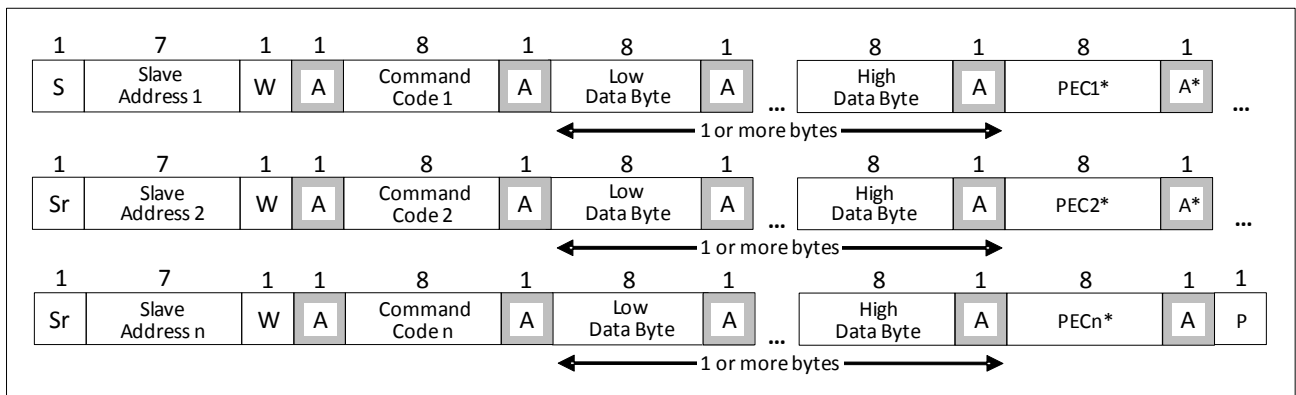 1 7 1 1 8 1 8 1 8 1 8 1
S Slave Address 1 W A Command Code 1 A Low Data Byte A ... High Data Byte A PEC1* A* ...
1 or more bytes
1 7 1 1 8 1 8 1 8 1 8 1
Sr Slave Address 2 W A Command Code 2 A Low Data Byte A ... High Data Byte A PEC2* A* ...
1 or more bytes
1 7 1 1 8 1 8 1 8 1 8 1 1
Sr Slave Address n W A Command Code n A Low Data Byte A ... High Data Byte A PECn* A P
1 or more bytes